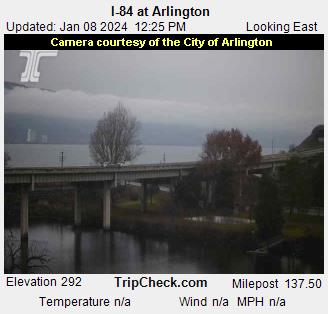 I-84 at Arlington
Updated: Jan 08 2024 12:25 PM Looking East
Camera courtesy of the City of Arlington
Elevation 292 TripCheck.com Milepost 137.50
Temperature n/a Wind n/a MPH n/a